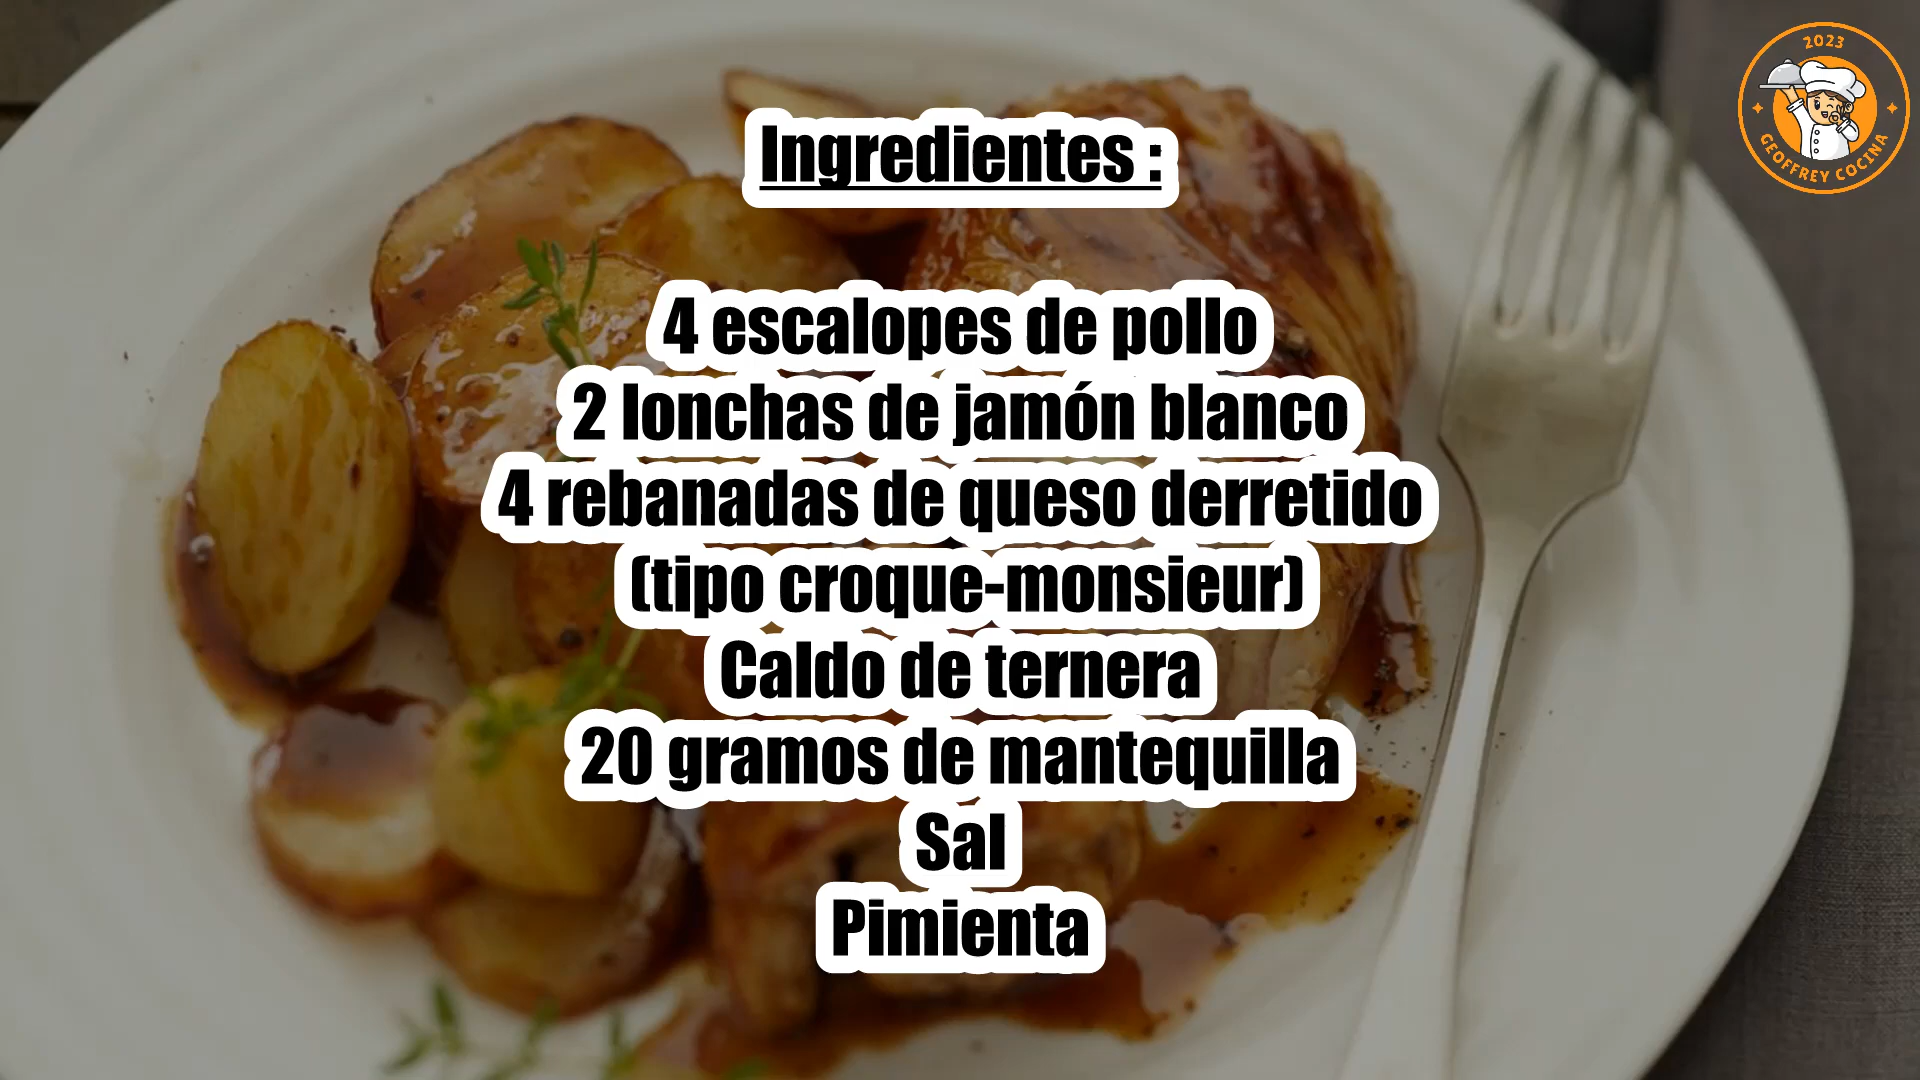 2023
GEOFFREY COCINA
Ingredientes :
4 escalopes de pollo
2 lonchas de jamón blanco
4 rebanadas de queso derretido
(tipo croque-monsieur)
Caldo de ternera
20 gramos de mantequilla
Sal
Pimienta